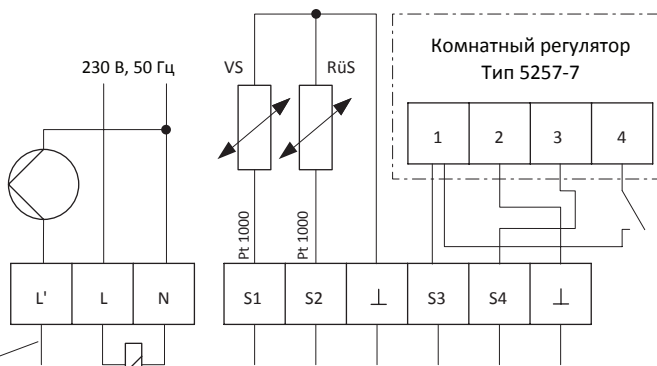 Комнатный регулятор
Тип 5257-7
230 В, 50 Гц
VS
RüS
1
2
3
4
Pt 1000
Pt 1000
L'
L
N
S1
S2
⊥
S3
S4
⊥